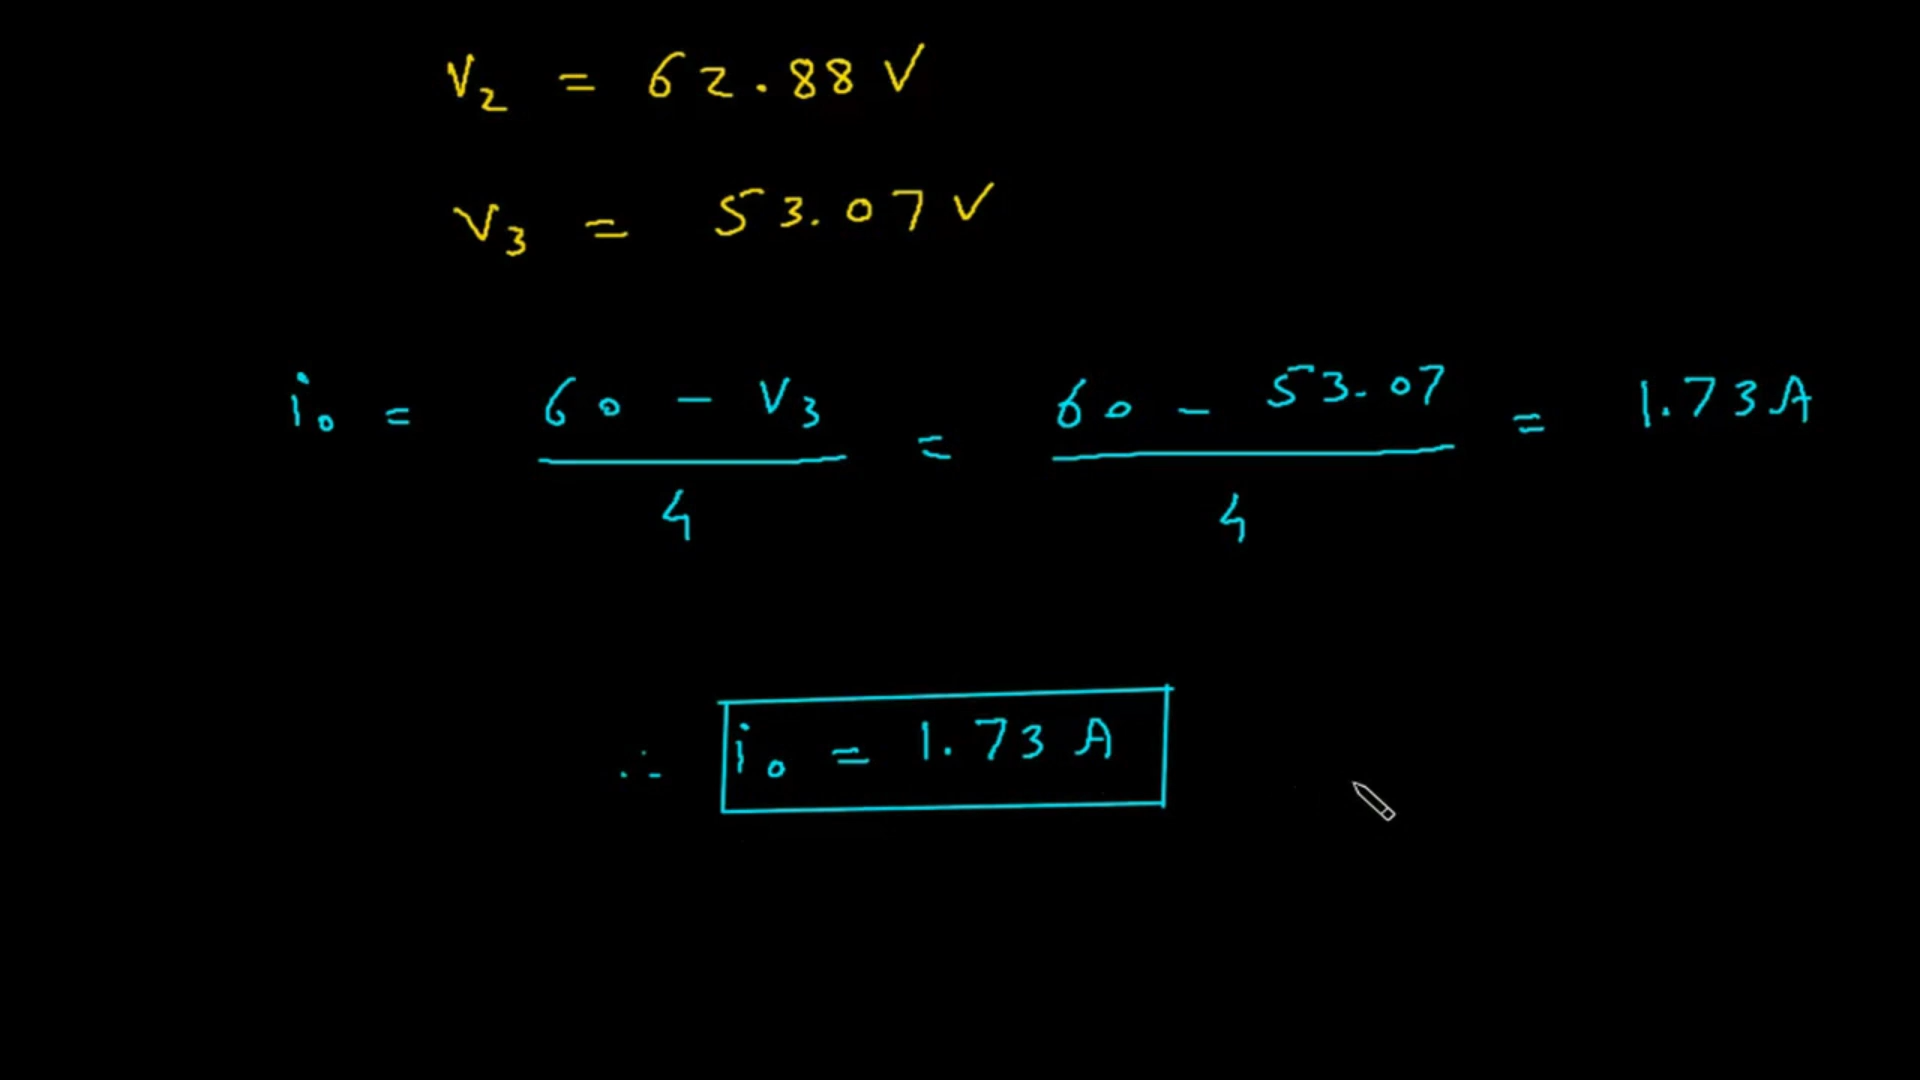 V₂ = 62.88 V
V₃ = 53.07 V
i₀ = (60 - V₃)/4 = (60 - 53.07)/4 = 1.73 A
∴ i₀ = 1.73 A